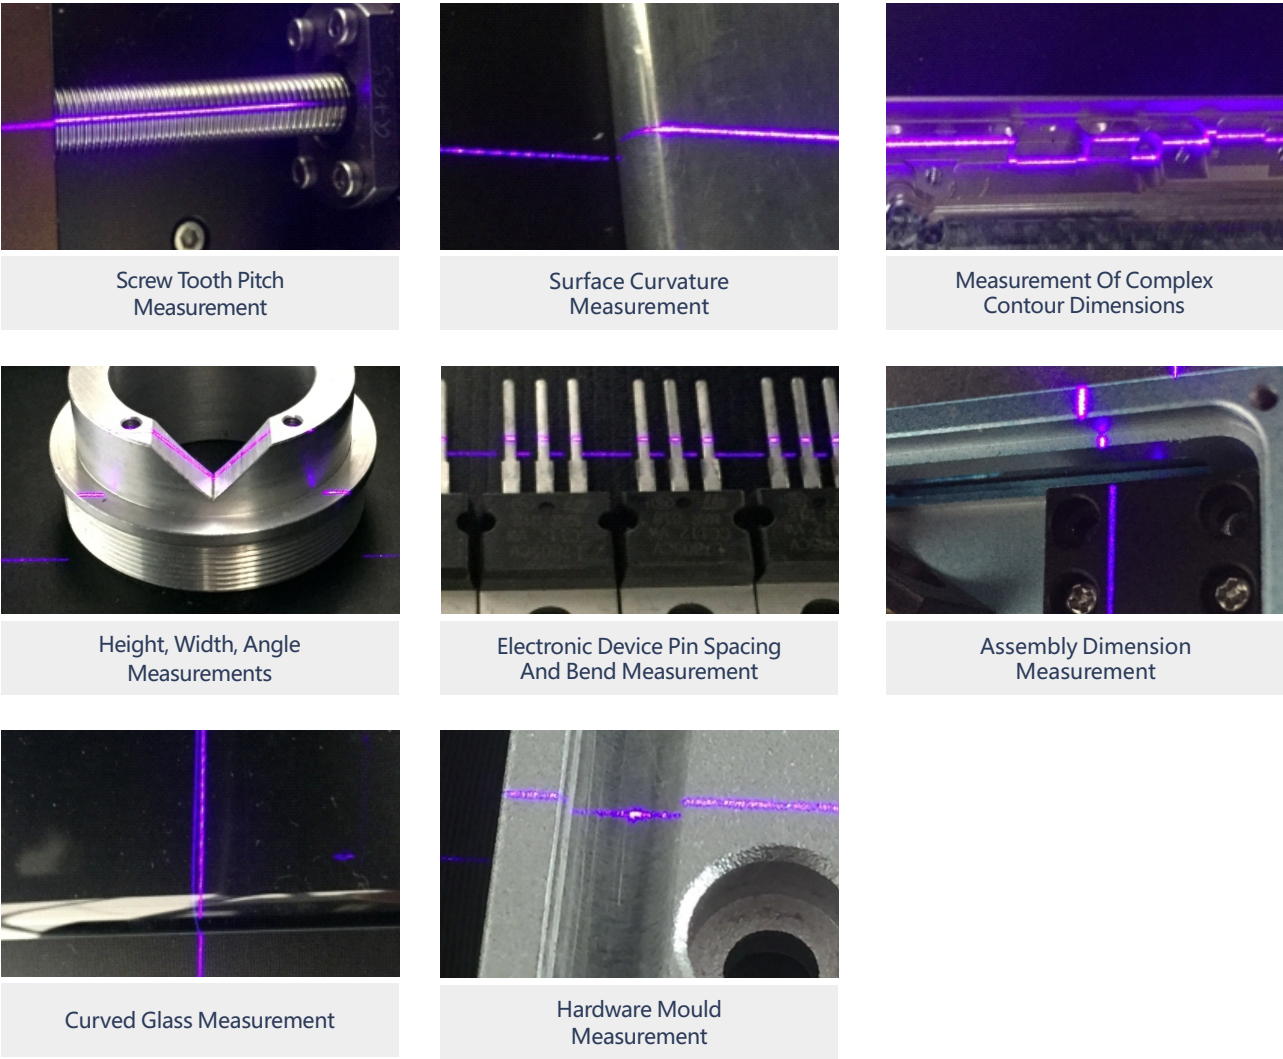 Screw Tooth Pitch
Measurement
Surface Curvature
Measurement
Measurement Of Complex
Contour Dimensions
Height, Width, Angle
Measurements
Electronic Device Pin Spacing
And Bend Measurement
Assembly Dimension
Measurement
Curved Glass Measurement
Hardware Mould
Measurement